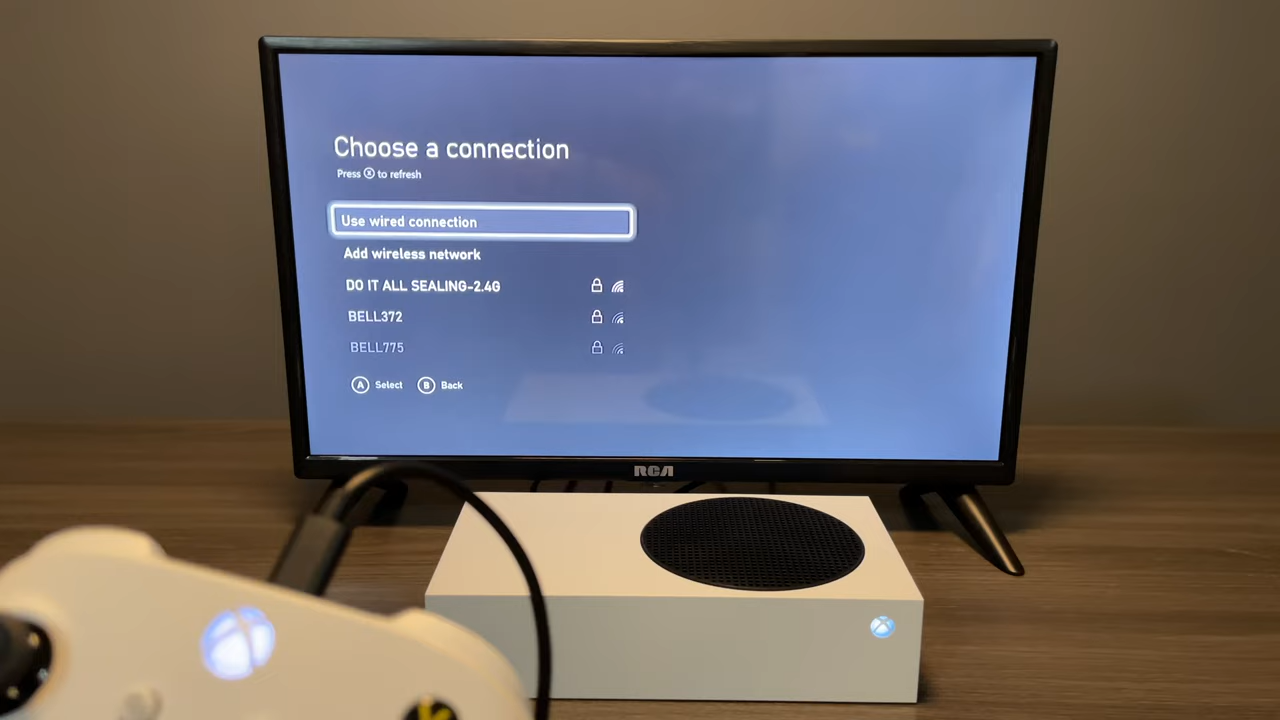 Choose a connection
Press Ⓧ to refresh
Use wired connection
Add wireless network
DO IT ALL SEALING-2.4G
BELL372
BELL775
Ⓐ Select Ⓑ Back
RCA
Y